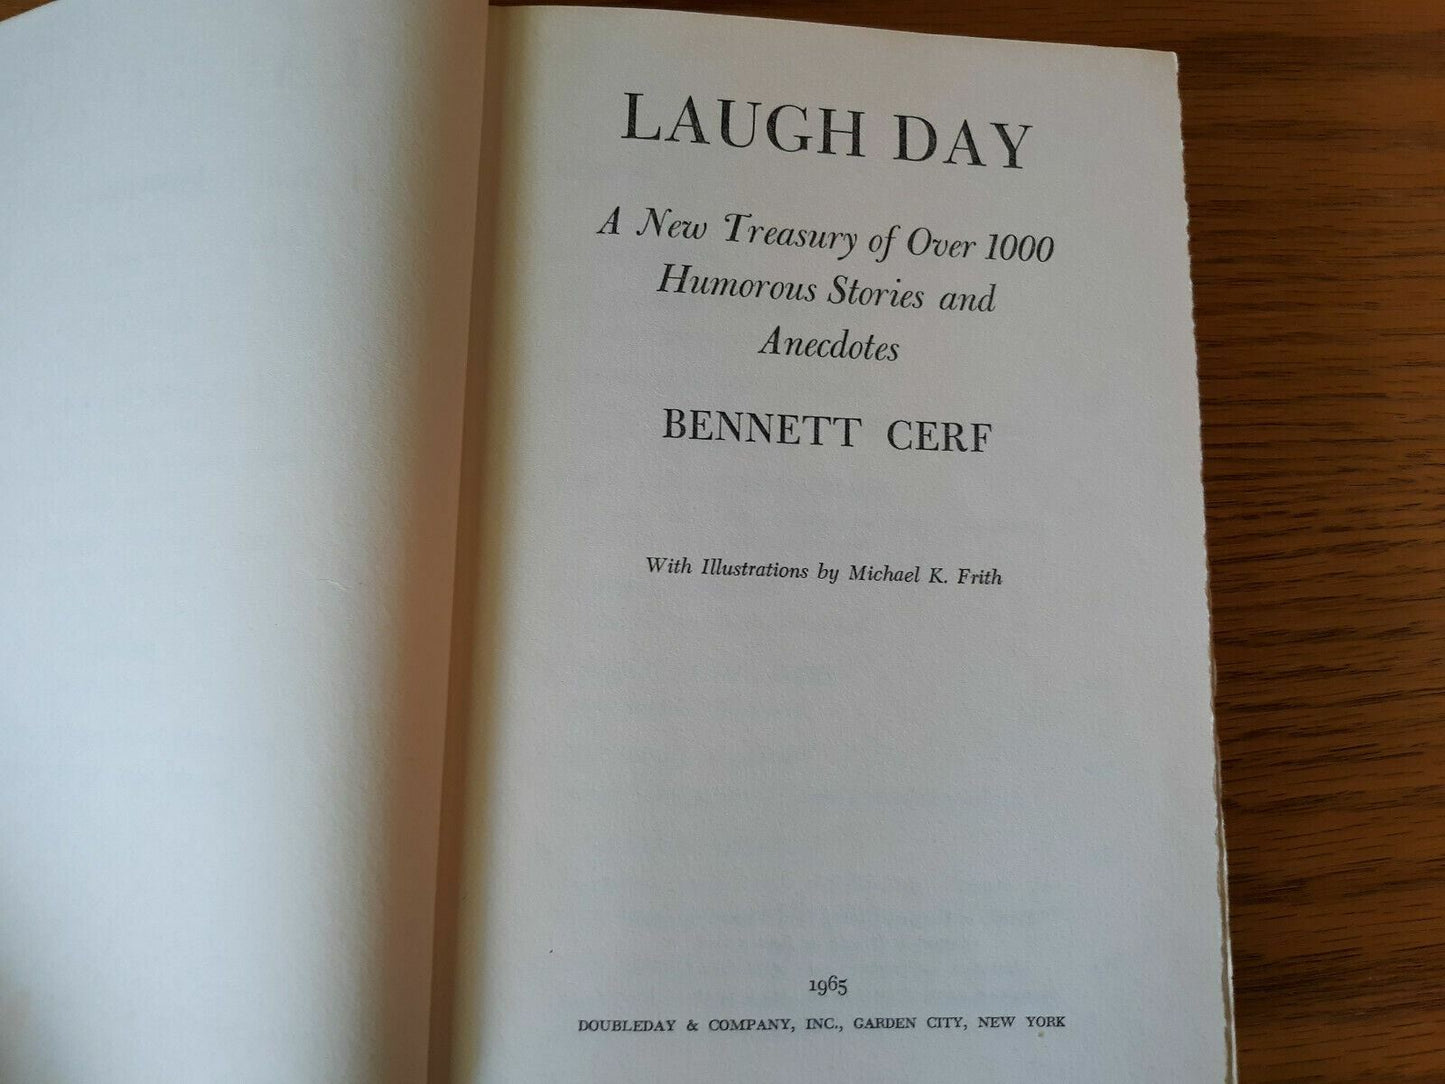 LAUGH DAY
A New Treasury of Over 1000
Humorous Stories and
Anecdotes
BENNETT CERF
With Illustrations by Michael K. Frith
1965
DOUBLEDAY & COMPANY, INC., GARDEN CITY, NEW YORK